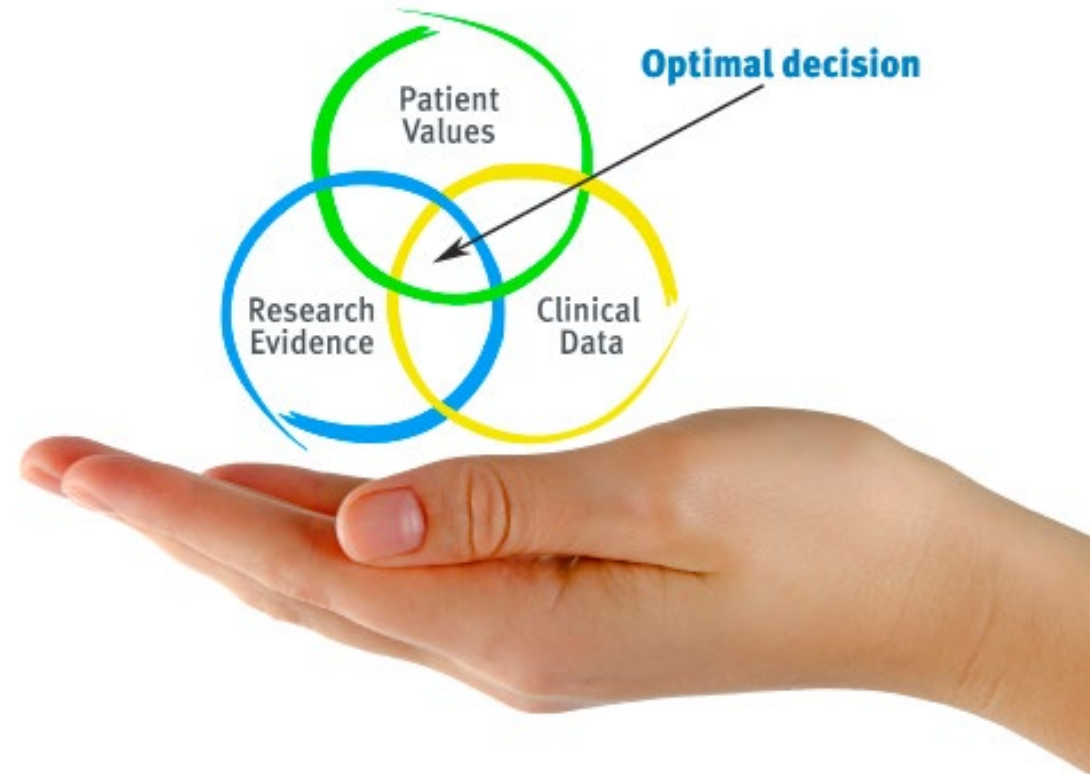 Optimal decision
Patient
Values
Research
Evidence
Clinical
Data